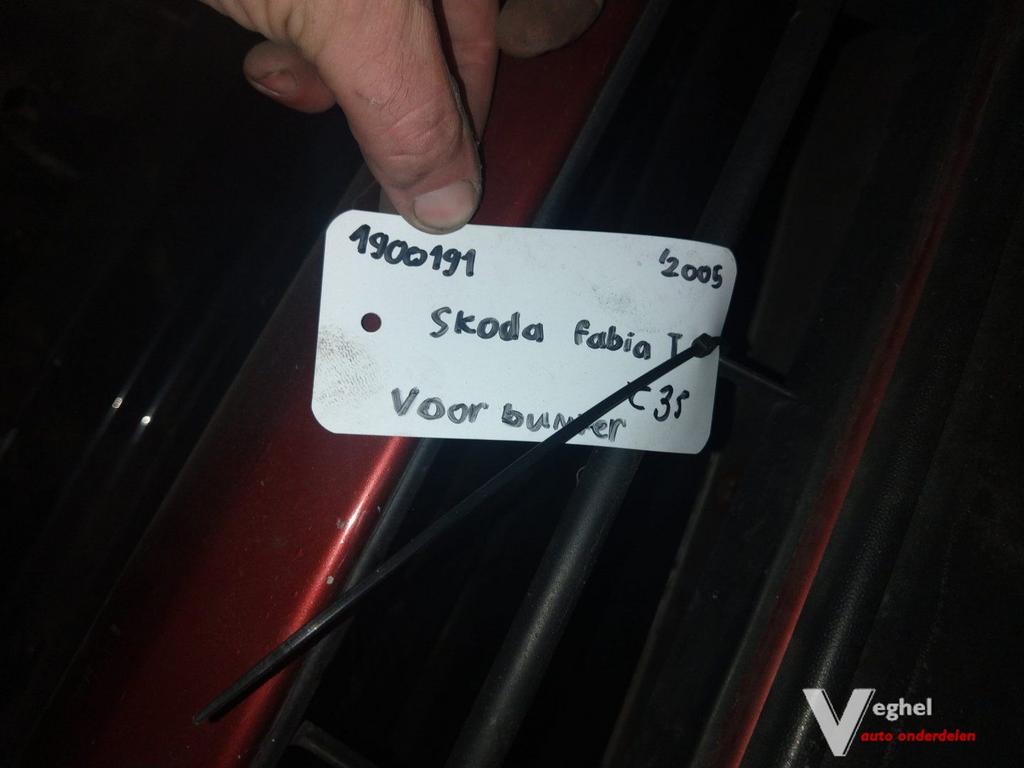 1900191 '2005
Skoda fabia I
C35
Voor bumper
Veghel
auto onderdelen